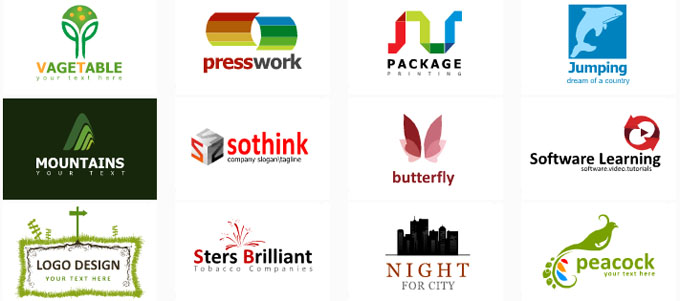 VAGETABLE
your text here
presswork
PACKAGE
PRINTING
Jumping
dream of a country
MOUNTAINS
YOUR TEXT
sothink
company slogan\tagline
butterfly
Software Learning
software.video.tutorials
LOGO DESIGN
YOUR TEXT HERE
Sters Brilliant
Tobacco Companies
NIGHT
FOR CITY
peacock
your text here